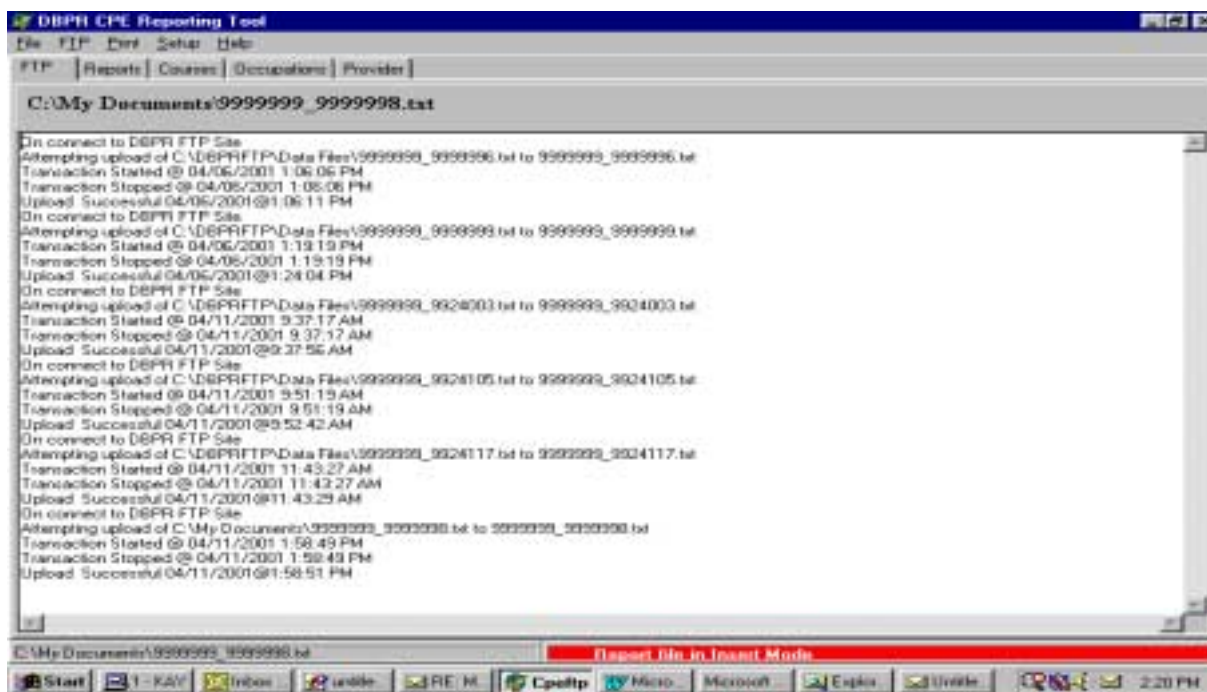 DBPR CPE Reporting Tool
File FTP Print Setup Help
FTP Reports Courses Occupations Provider
C:\My Documents\9999999_9999998.txt
On connect to DBPR FTP Site
Attempting upload of C:\DBPRFTP\Data Files\9999999_9999996.txt to 9999999_9999996.txt
Transaction Started @ 04/06/2001 1:06:06 PM
Transaction Stopped @ 04/06/2001 1:06:06 PM
Upload Successful 04/06/2001@1:06:11 PM
On connect to DBPR FTP Site
Attempting upload of C:\DBPRFTP\Data Files\9999999_9999999.txt to 9999999_9999999.txt
Transaction Started @ 04/06/2001 1:19:19 PM
Transaction Stopped @ 04/06/2001 1:19:19 PM
Upload Successful 04/06/2001@1:24:04 PM
On connect to DBPR FTP Site
Attempting upload of C:\DBPRFTP\Data Files\9999999_9924003.txt to 9999999_9924003.txt
Transaction Started @ 04/11/2001 9:37:17 AM
Transaction Stopped @ 04/11/2001 9:37:17 AM
Upload Successful 04/11/2001@9:37:56 AM
On connect to DBPR FTP Site
Attempting upload of C:\DBPRFTP\Data Files\9999999_9924105.txt to 9999999_9924105.txt
Transaction Started @ 04/11/2001 9:51:19 AM
Transaction Stopped @ 04/11/2001 9:51:19 AM
Upload Successful 04/11/2001@9:52:42 AM
On connect to DBPR FTP Site
Attempting upload of C:\DBPRFTP\Data Files\9999999_9924117.txt to 9999999_9924117.txt
Transaction Started @ 04/11/2001 11:43:27 AM
Transaction Stopped @ 04/11/2001 11:43:27 AM
Upload Successful 04/11/2001@11:43:29 AM
On connect to DBPR FTP Site
Attempting upload of C:\My Documents\9999999_9999998.txt to 9999999_9999998.txt
Transaction Started @ 04/11/2001 1:58:49 PM
Transaction Stopped @ 04/11/2001 1:58:49 PM
Upload Successful 04/11/2001@1:58:51 PM
C:\My Documents\9999999_9999998.txt Report file in Insert Mode
Start 1 - KAY Inbox untitle... RE: M... Cpeftp Micro... Microsoft... Explor... Untitle... 2:20 PM